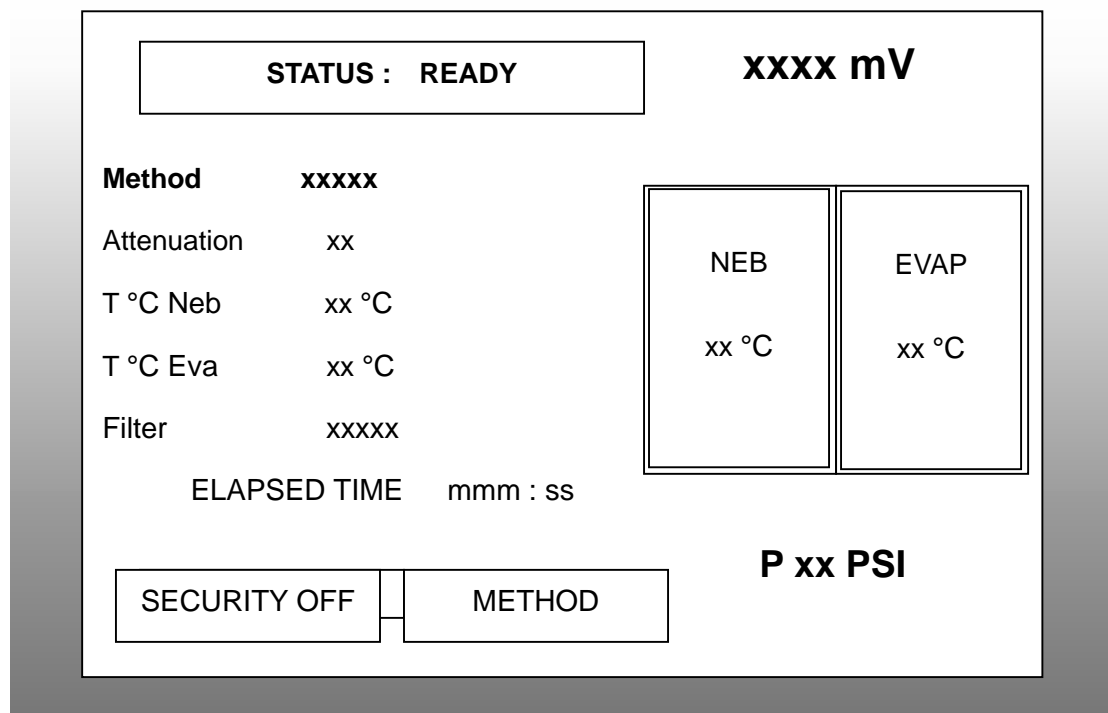 STATUS : READY
xxxx mV
Method xxxxx
Attenuation xx
T °C Neb xx °C
T °C Eva xx °C
Filter xxxxx
ELAPSED TIME mmm : ss
NEB
xx °C
EVAP
xx °C
P xx PSI
SECURITY OFF
METHOD